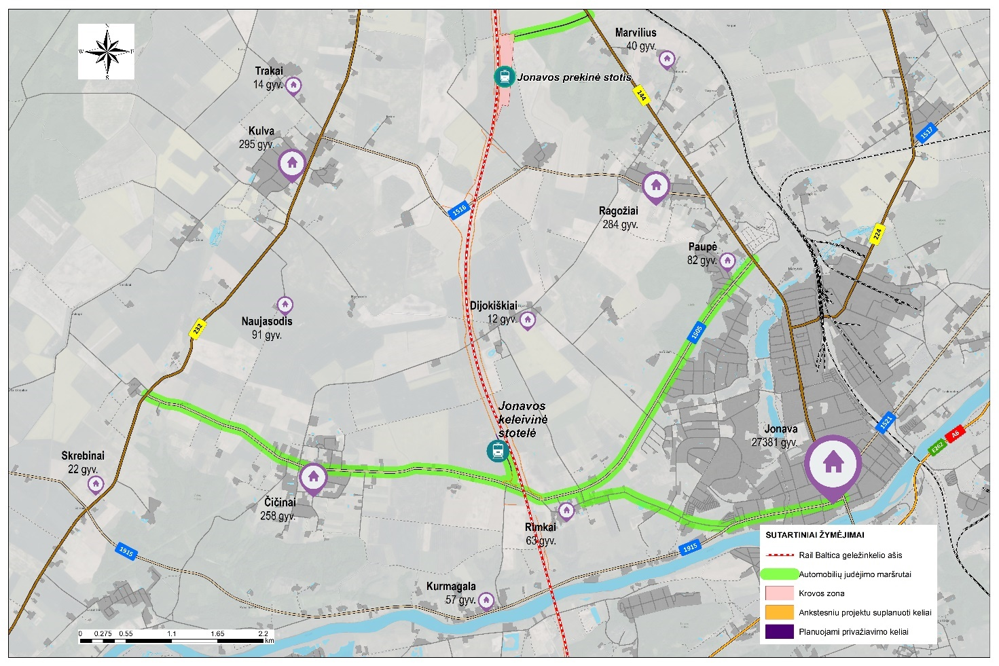 N
W
E
S
Marvilius
40 gyv.
Trakai
14 gyv.
Jonavos prekinė stotis
144
1517
Kulva
295 gyv.
1516
Ragožiai
284 gyv.
224
Paupė
82 gyv.
Dijokiškiai
12 gyv.
Naujasodis
91 gyv.
232
1505
Jonavos
keleivinė
stotelė
Jonava
27381 gyv.
1521
E262
A6
Skrebinai
22 gyv.
Čičinai
258 gyv.
Rimkai
63 gyv.
1915
1915
Kurmagala
57 gyv.
SUTARTINIAI ŽYMĖJIMAI
Rail Baltica geležinkelio ašis
Automobilių judėjimo maršrutai
Krovos zona
Ankstesniu projektu suplanuoti keliai
Planuojami privažiavimo keliai
0 0.275 0.55 1.1 1.65 2.2
km